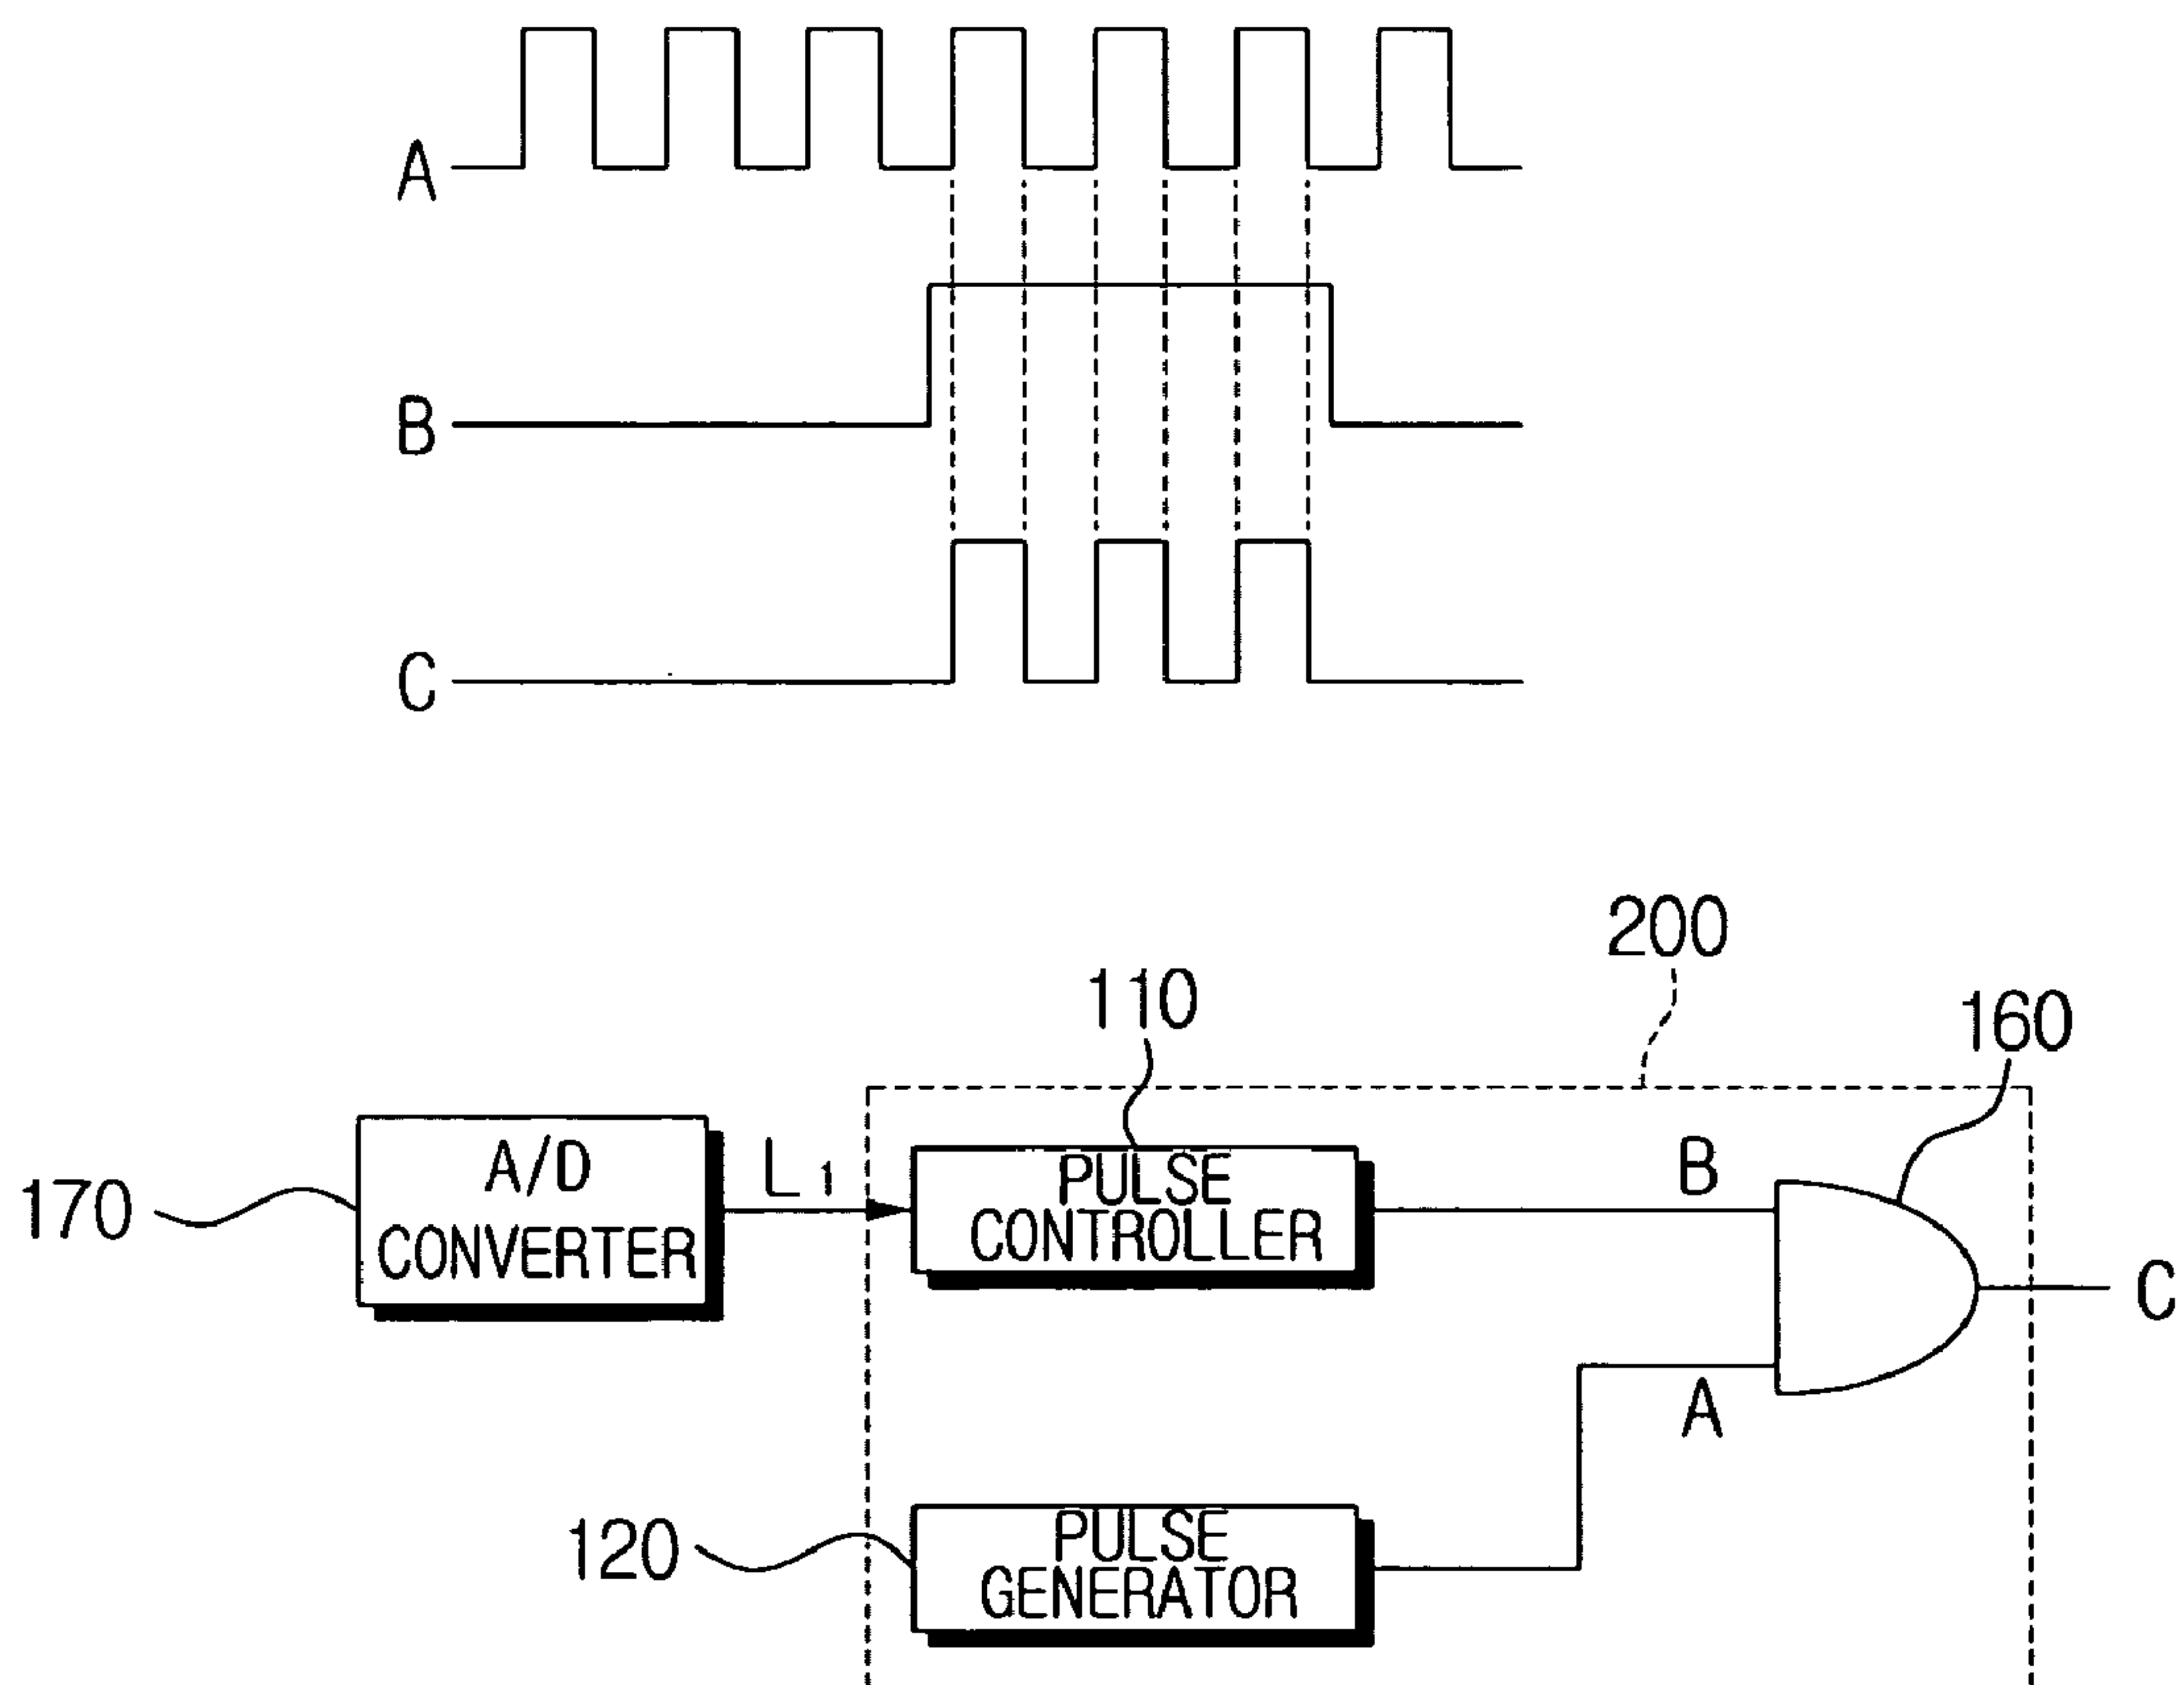 A
B
C
200
110
160
170
A/D
CONVERTER
L1
PULSE
CONTROLLER
B
C
A
120
PULSE
GENERATOR